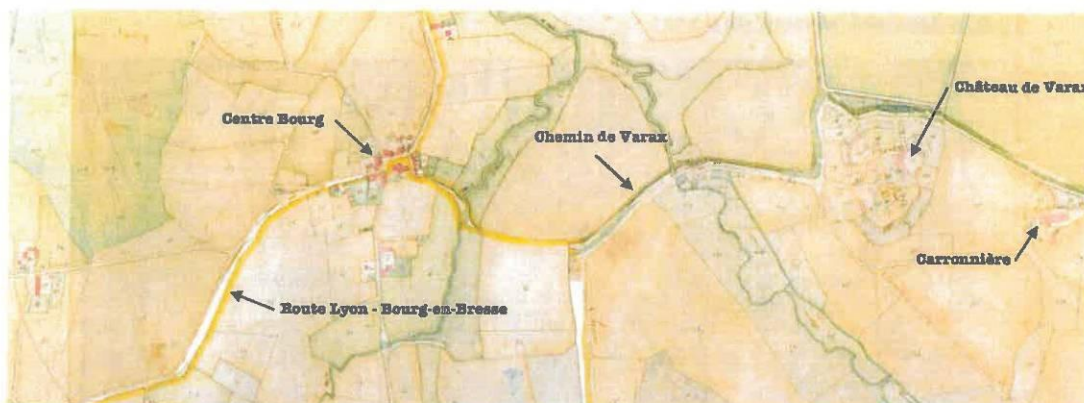 Château de Varax
Centre Bourg
Chemin de Varax
Carronnière
Route Lyon - Bourg-en-Bresse